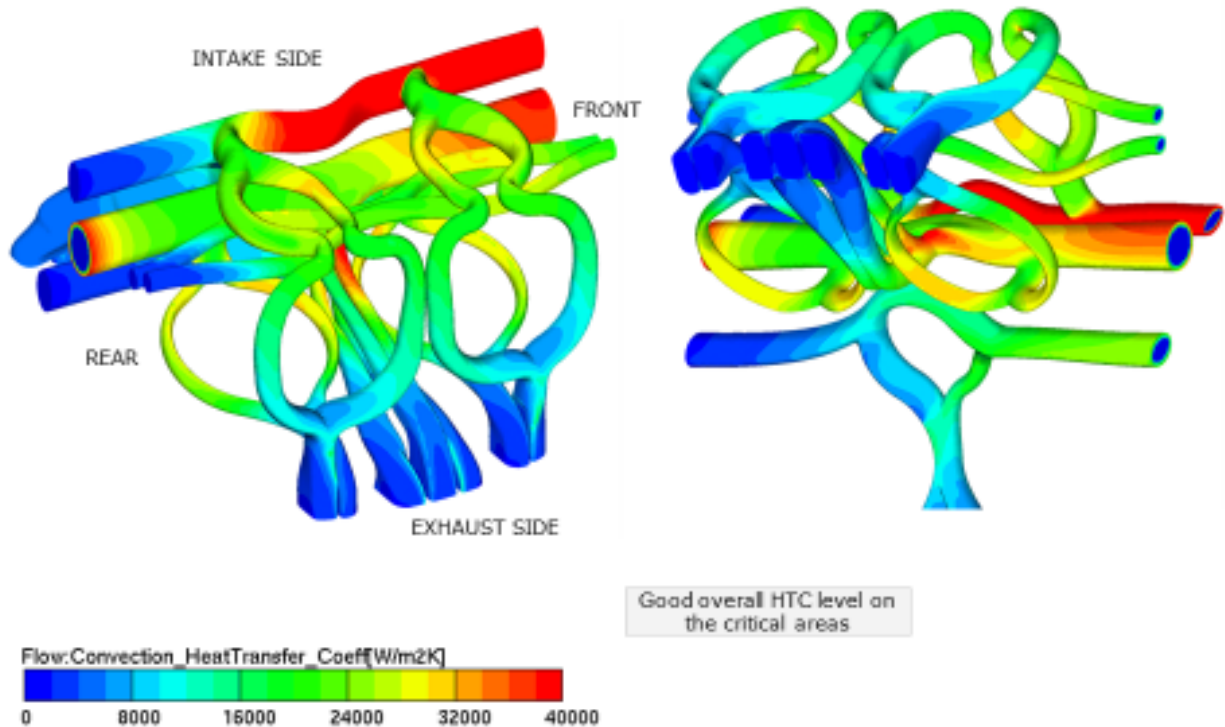 INTAKE SIDE
FRONT
REAR
EXHAUST SIDE
Good overall HTC level on
the critical areas
Flow:Convection_HeatTransfer_Coeff[W/m2K]
0 8000 16000 24000 32000 40000